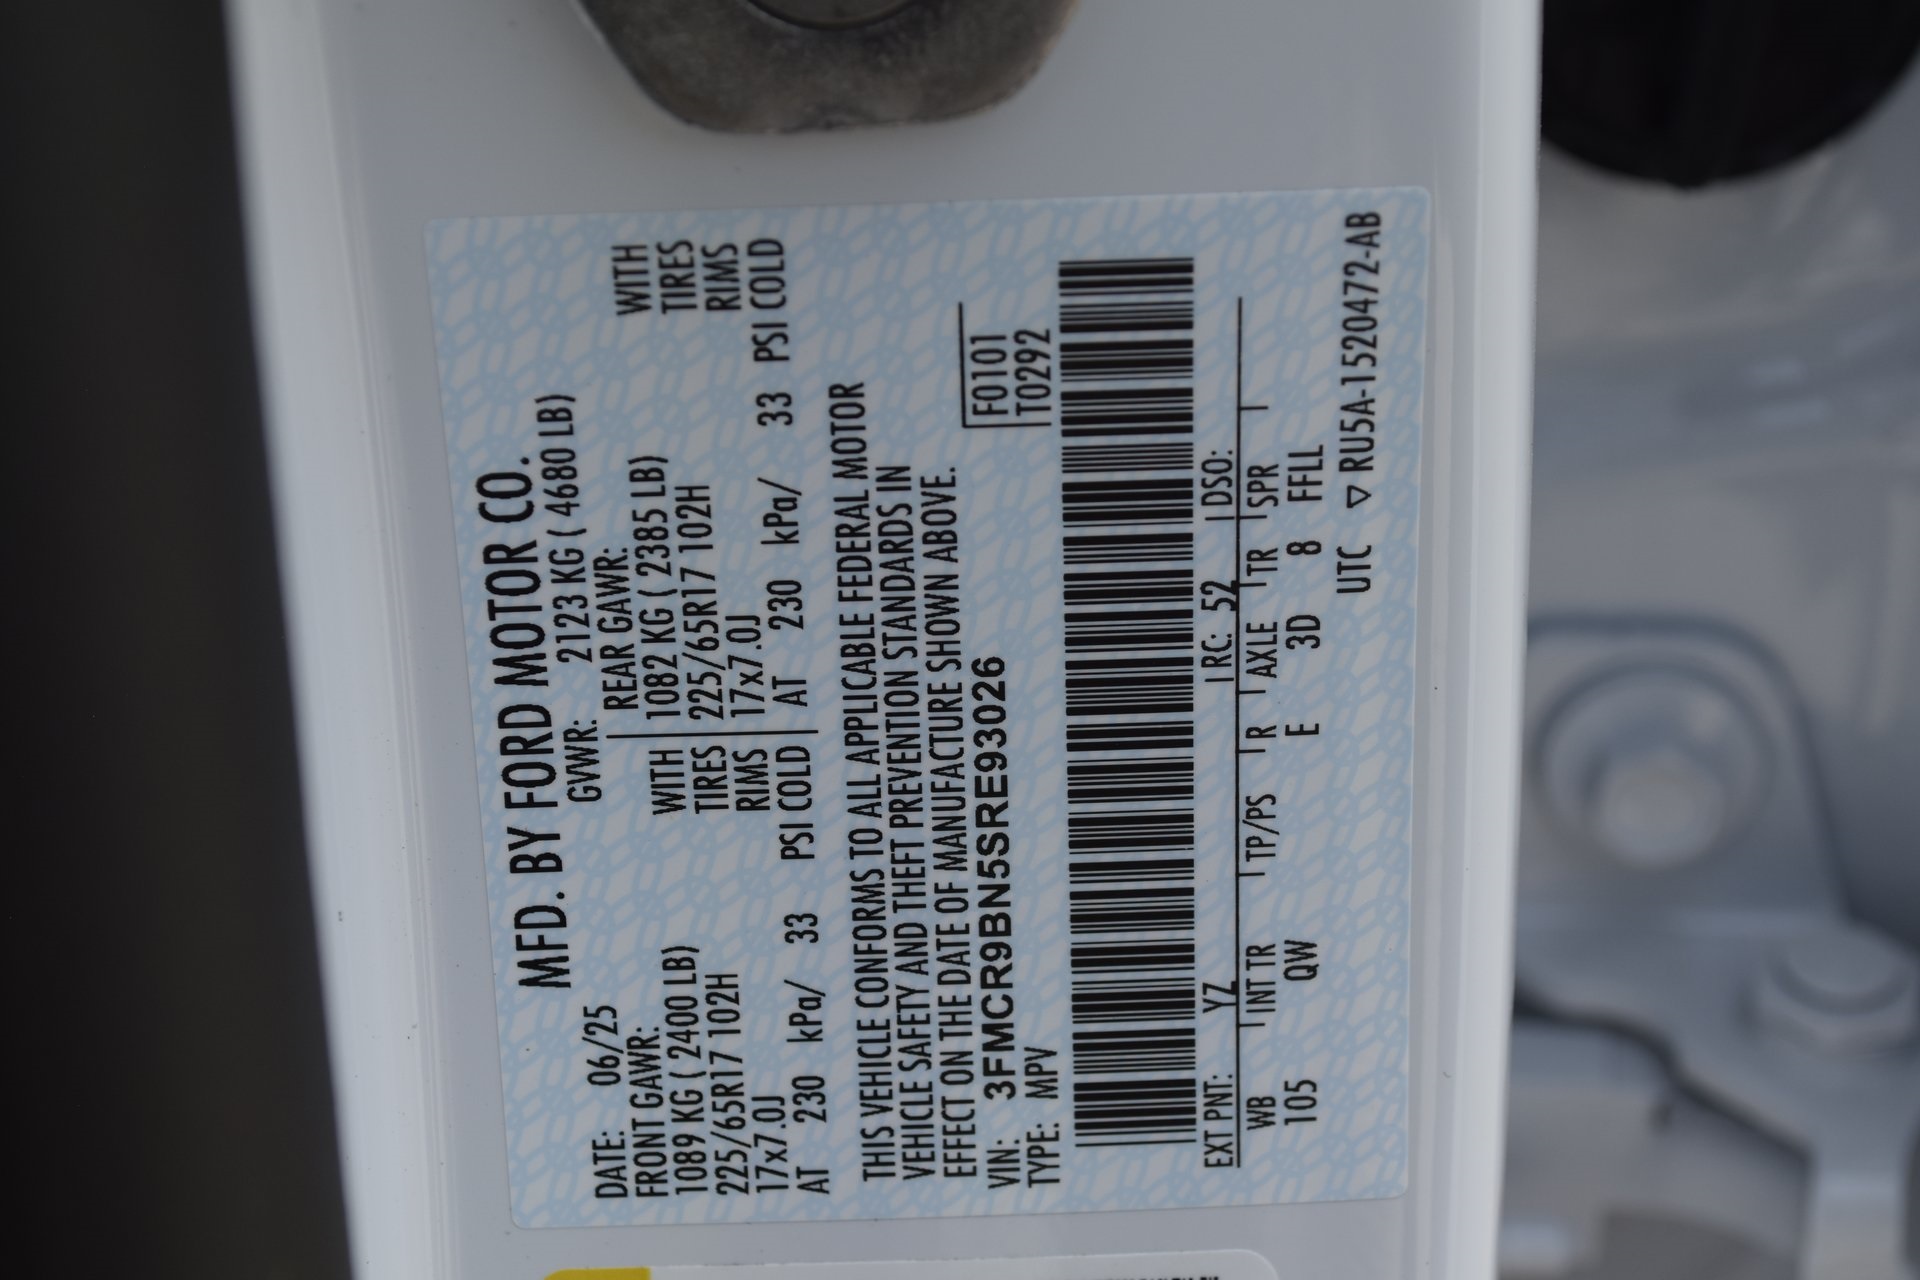 MFD. BY FORD MOTOR CO.
DATE: 06/25 GVWR: 2123 KG ( 4680 LB)
FRONT GAWR: REAR GAWR:
1089 KG ( 2400 LB) WITH 1082 KG ( 2385 LB) WITH
225/65R17 102H TIRES 225/65R17 102H TIRES
17x7.0J RIMS 17x7.0J RIMS
AT 230 kPa/ 33 PSI COLD AT 230 kPa/ 33 PSI COLD
THIS VEHICLE CONFORMS TO ALL APPLICABLE FEDERAL MOTOR
VEHICLE SAFETY AND THEFT PREVENTION STANDARDS IN
EFFECT ON THE DATE OF MANUFACTURE SHOWN ABOVE.
VIN: 3FMCR9BN5SRE93026 F0101
TYPE: MPV T0292
EXT PNT: YZ RC: 52 DSO:
WB INT TR TP/PS R AXLE TR SPR
105 QW E 3D 8 FFLL
UTC ▽ RU5A-1520472-AB